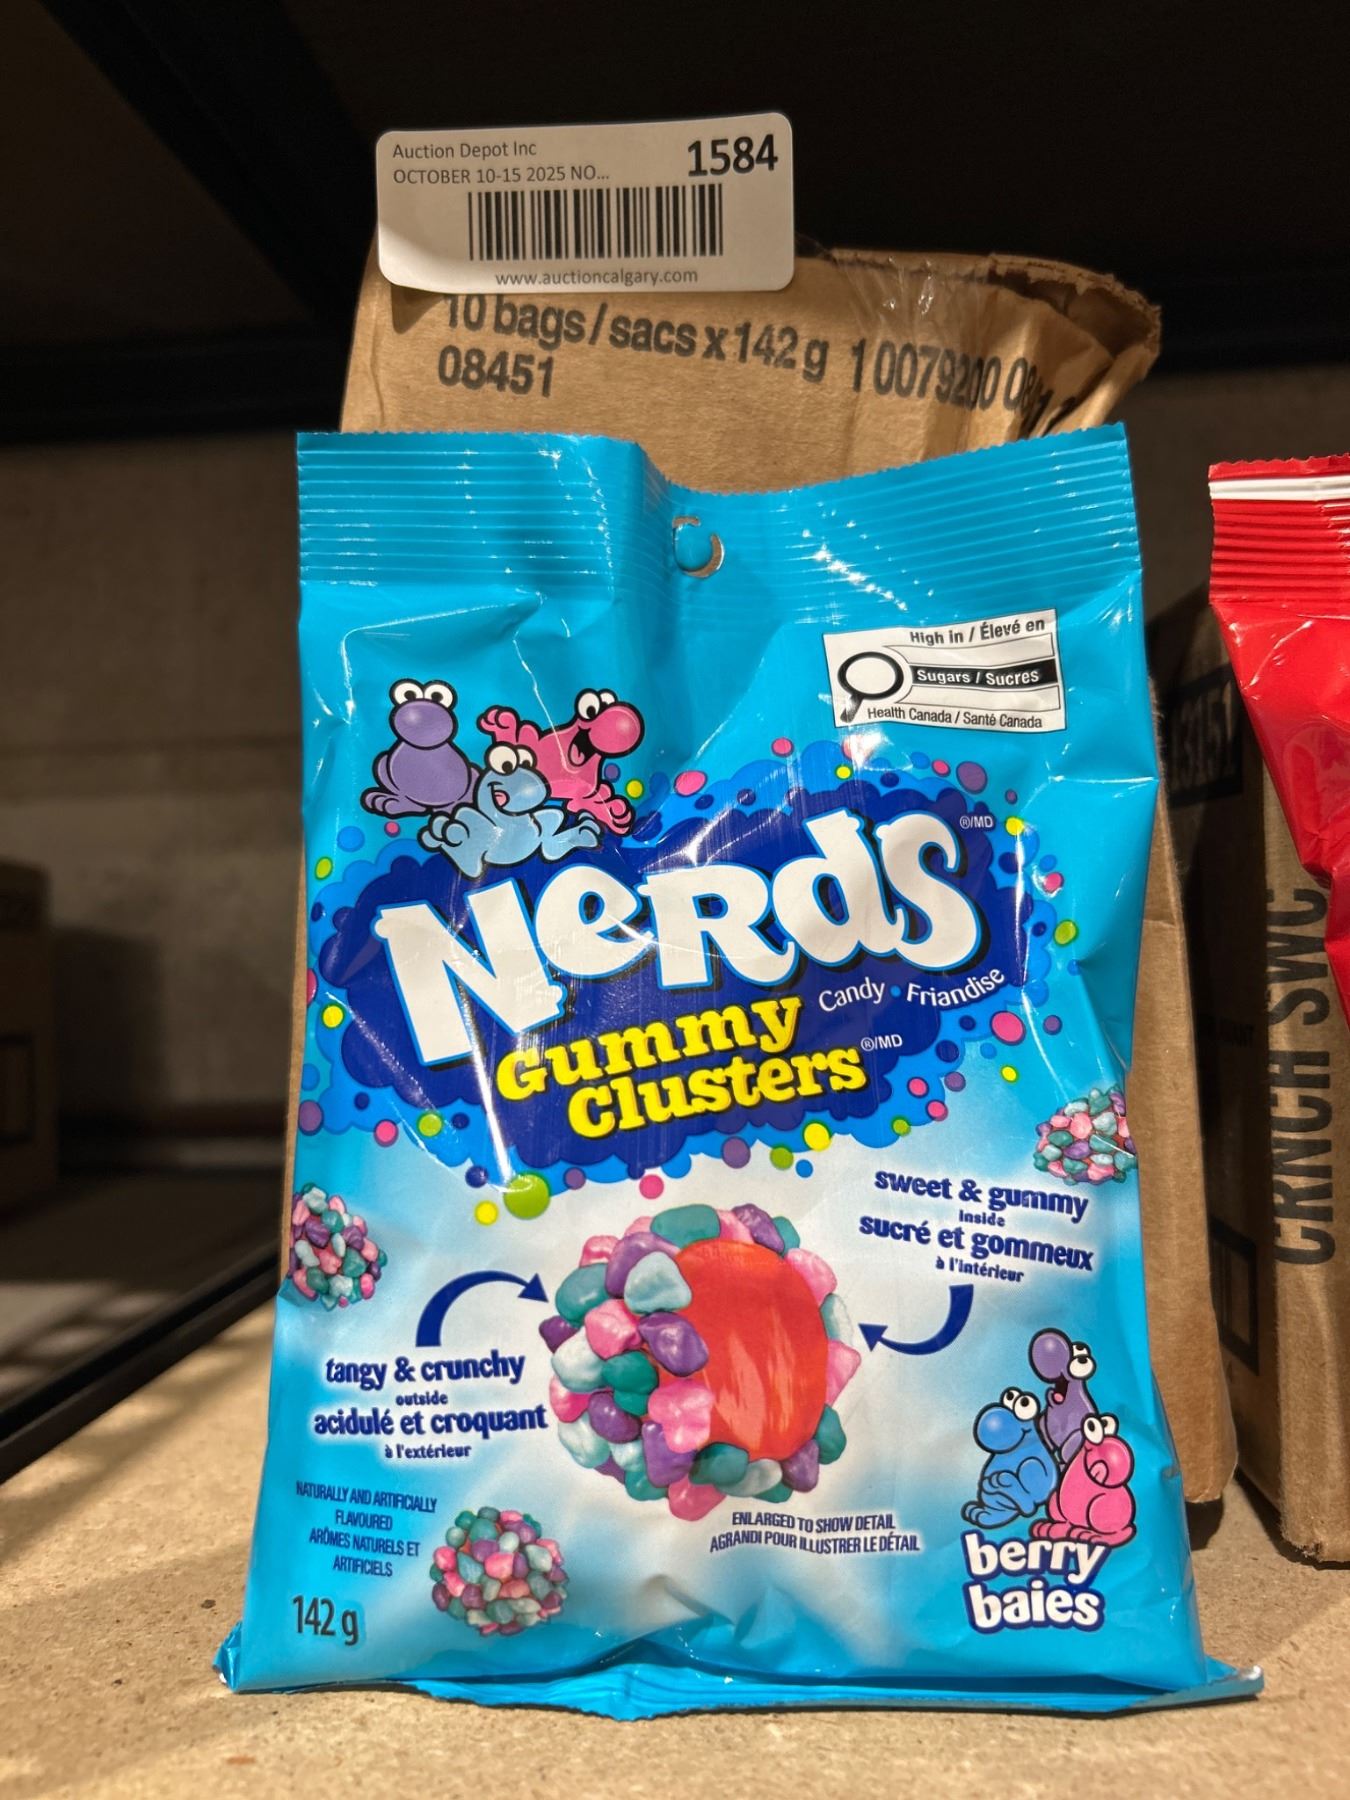 Auction Depot Inc
1584
OCTOBER 10-15 2025 NO...
www.auctioncalgary.com
10 bags/sacs x 142 g 10079200
08451
High in / Élevé en
Sugars / Sucres
Health Canada / Santé Canada
Nerds ®/MD
Candy • Friandise
Gummy
Clusters ®/MD
sweet & gummy
inside
sucré et gommeux
à l'intérieur
tangy & crunchy
outside
acidulé et croquant
à l'extérieur
NATURALLY AND ARTIFICIALLY
FLAVOURED
ARÔMES NATURELS ET
ARTIFICIELS
ENLARGED TO SHOW DETAIL
AGRANDI POUR ILLUSTRER LE DÉTAIL
berry
baies
142 g
CRNCH SWC